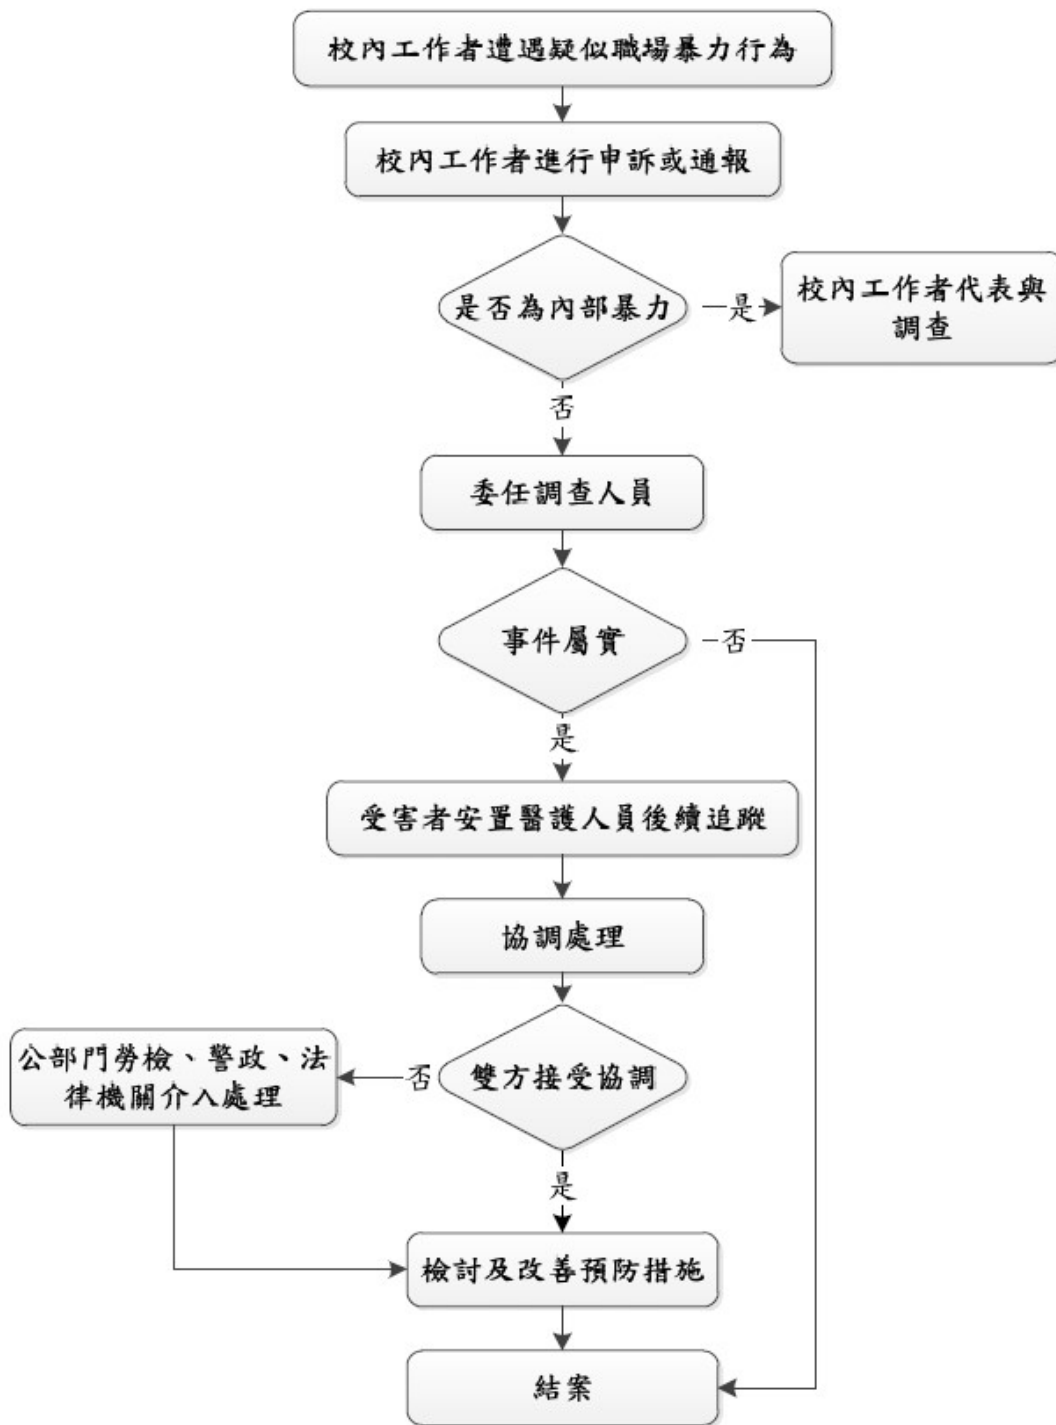 校內工作者遭遇疑似職場暴力行為
校內工作者進行申訴或通報
是否為內部暴力
是
校內工作者代表與
調查
否
委任調查人員
事件屬實
否
是
受害者安置醫護人員後續追蹤
協調處理
雙方接受協調
否
公部門勞檢、警政、法
律機關介入處理
是
檢討及改善預防措施
結案